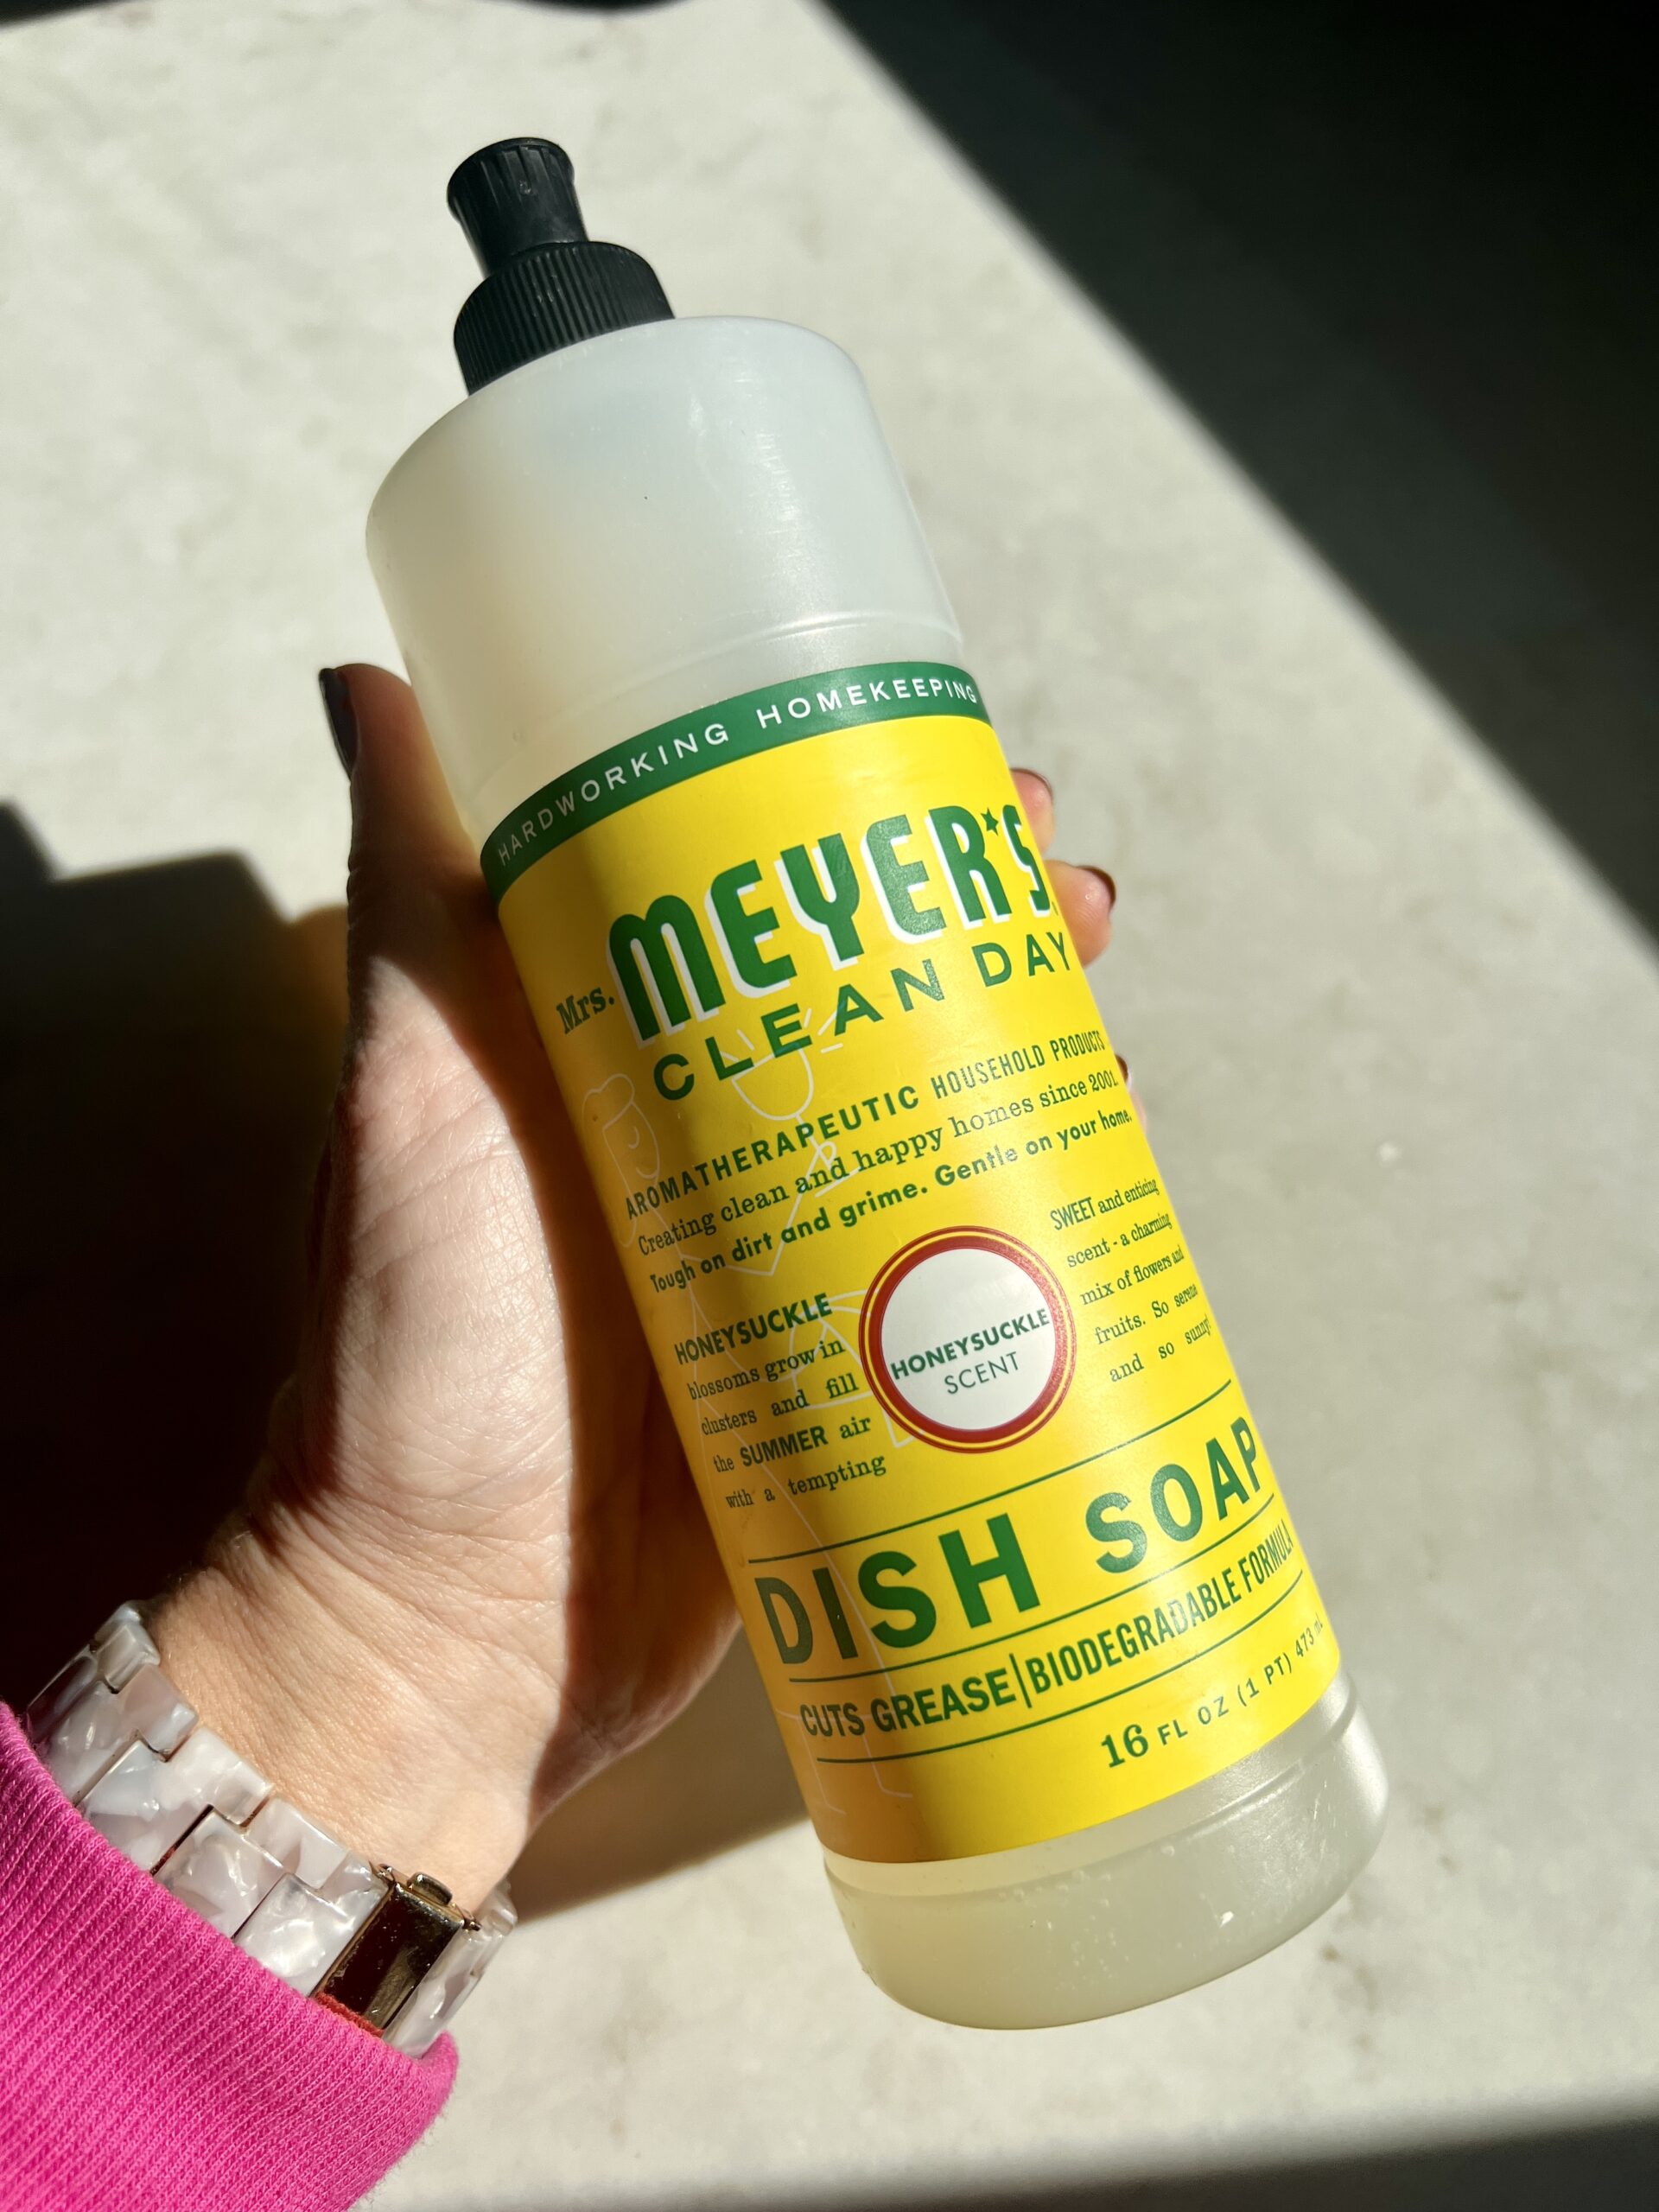 HARDWORKING HOMEKEEPING
Mrs. MEYER'S
CLEAN DAY
AROMATHERAPEUTIC HOUSEHOLD PRODUCTS
Creating clean and happy homes since 2001.
Tough on dirt and grime. Gentle on your home.
HONEYSUCKLE
blossoms grow in
clusters and fill
the SUMMER air
with a tempting
HONEYSUCKLE
SCENT
SWEET and enticing
scent - a charming
mix of flowers and
fruits. So serene
and so sunny!
DISH SOAP
CUTS GREASE|BIODEGRADABLE FORMULA
16 FL OZ (1 PT) 473 mL